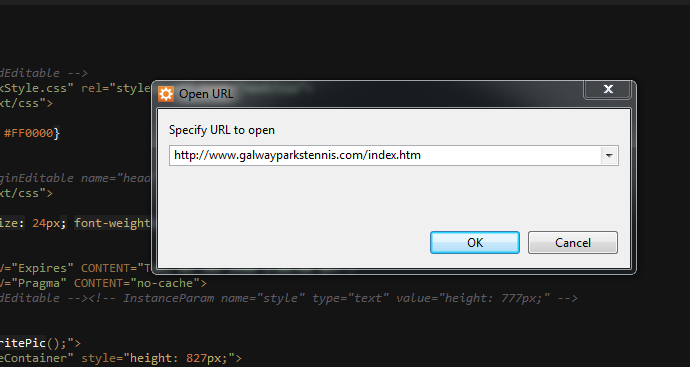 dEditable -->
kStyle.css" rel="style
xt/css">
Open URL
#FF0000}
Specify URL to open
http://www.galwayparkstennis.com/index.htm
ginEditable name="head
xt/css">
ize: 24px; font-weight
OK
Cancel
V="Expires" CONTENT="T
V="Pragma" CONTENT="no-cache">
dEditable --><!-- InstanceParam name="style" type="text" value="height: 777px;" -->
ritePic();">
eContainer" style="height: 827px;">